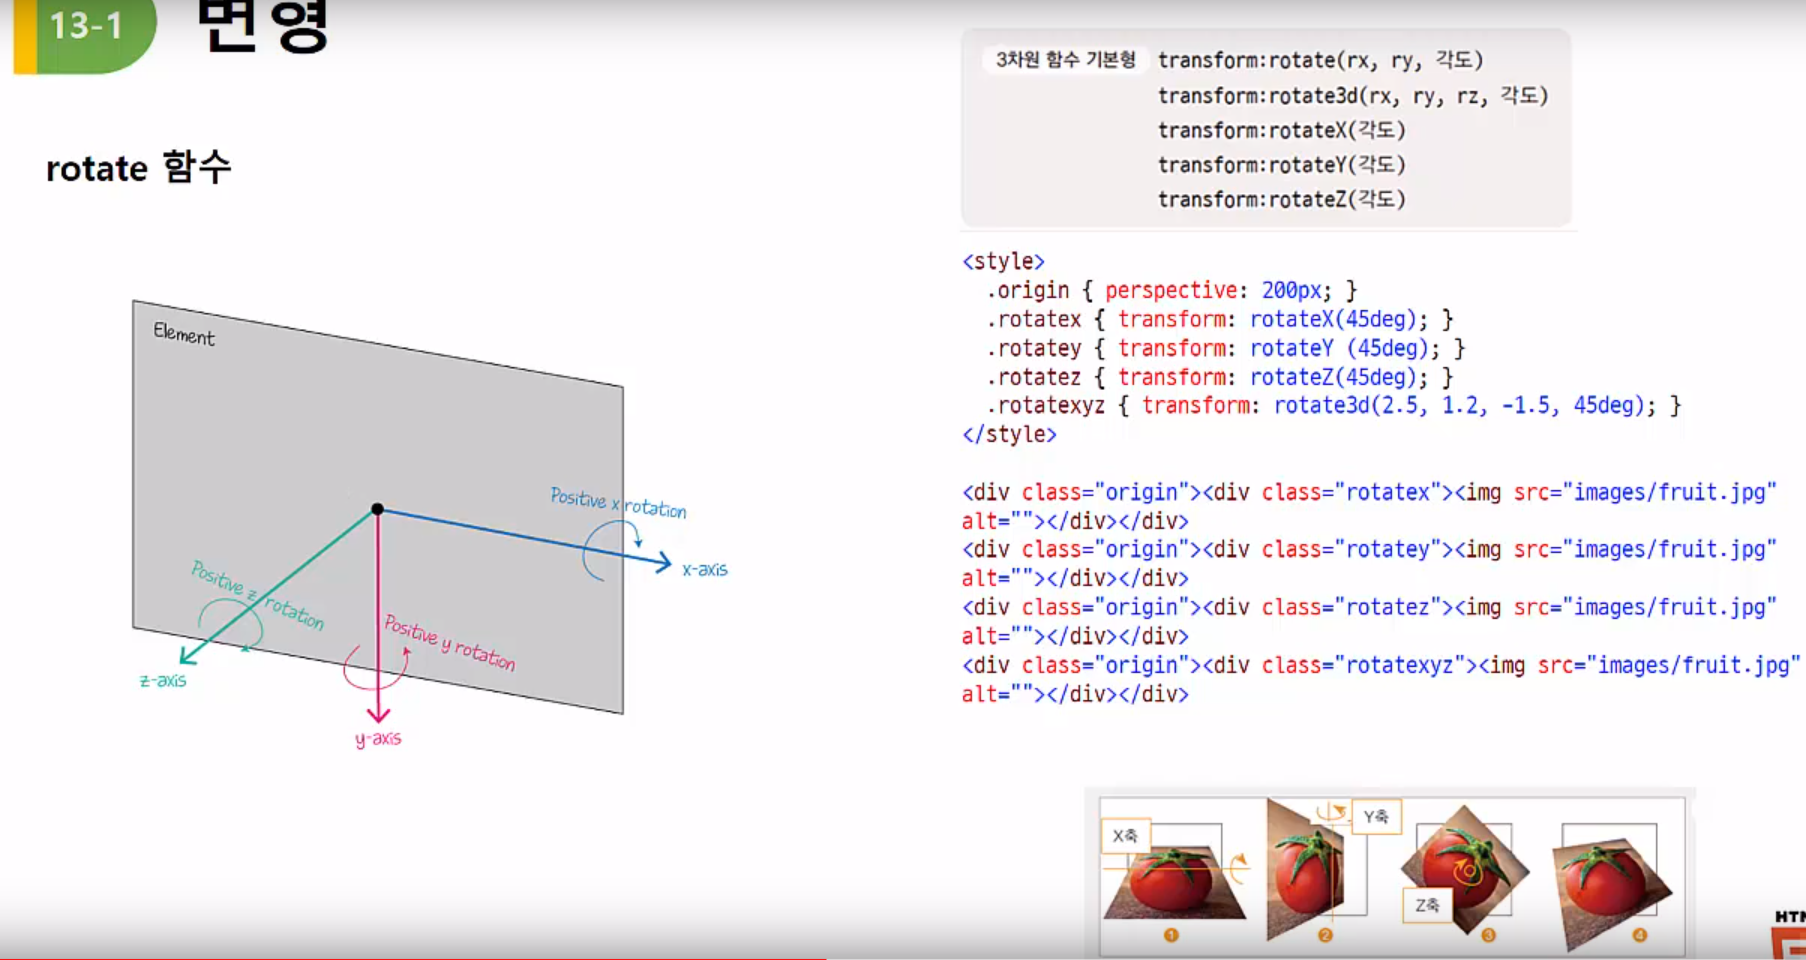 13-1 변형
rotate 함수
3차원 함수 기본형 transform:rotate(rx, ry, 각도)
transform:rotate3d(rx, ry, rz, 각도)
transform:rotateX(각도)
transform:rotateY(각도)
transform:rotateZ(각도)
<style>
.origin { perspective: 200px; }
.rotatex { transform: rotateX(45deg); }
.rotatey { transform: rotateY (45deg); }
.rotatez { transform: rotateZ(45deg); }
.rotatexyz { transform: rotate3d(2.5, 1.2, -1.5, 45deg); }
</style>
<div class="origin"><div class="rotatex"><img src="images/fruit.jpg"
alt=""></div></div>
<div class="origin"><div class="rotatey"><img src="images/fruit.jpg"
alt=""></div></div>
<div class="origin"><div class="rotatez"><img src="images/fruit.jpg"
alt=""></div></div>
<div class="origin"><div class="rotatexyz"><img src="images/fruit.jpg"
alt=""></div></div>
Element
Positive x rotation
x-axis
Positive z rotation
z-axis
Positive y rotation
y-axis
X축
Y축
Z축
1 2 3 4